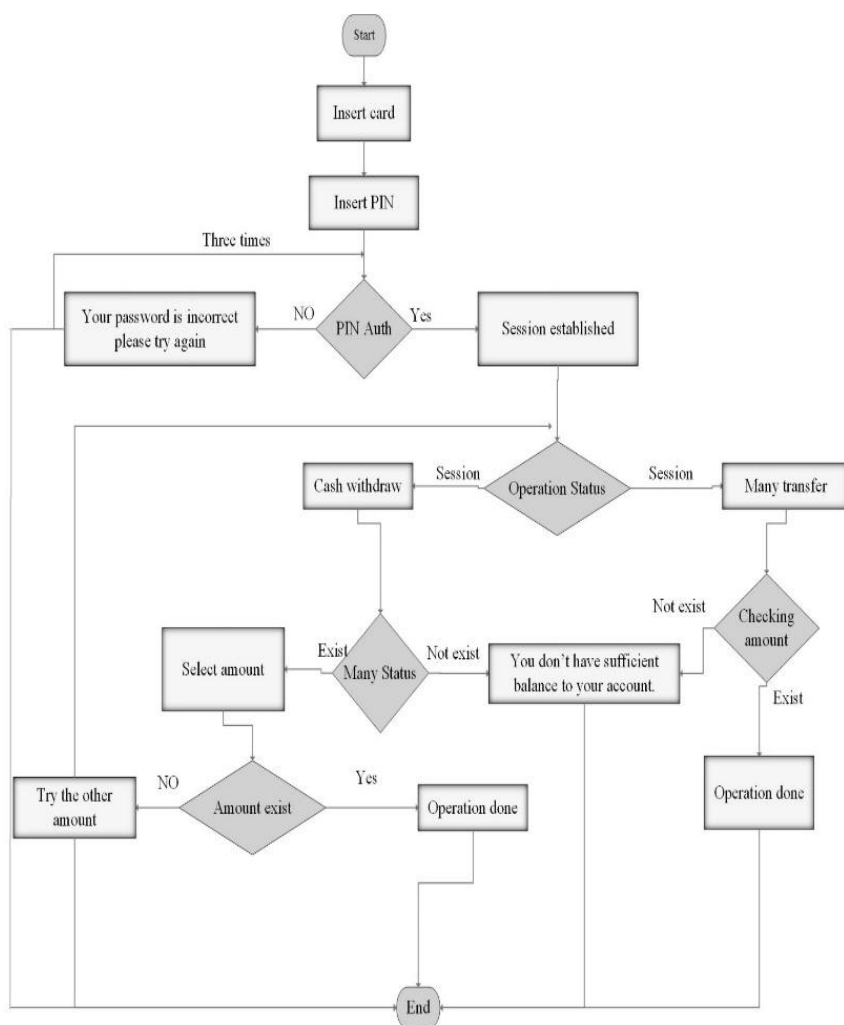 Start
Insert card
Insert PIN
Three times
Your password is incorrect
please try again
NO
PIN Auth
Yes
Session established
Cash withdraw
Session
Operation Status
Session
Many transfer
Not exist
Checking
amount
Select amount
Exist
Many Status
Not exist
You don't have sufficient
balance to your account.
Exist
Try the other
amount
NO
Amount exist
Yes
Operation done
Operation done
End